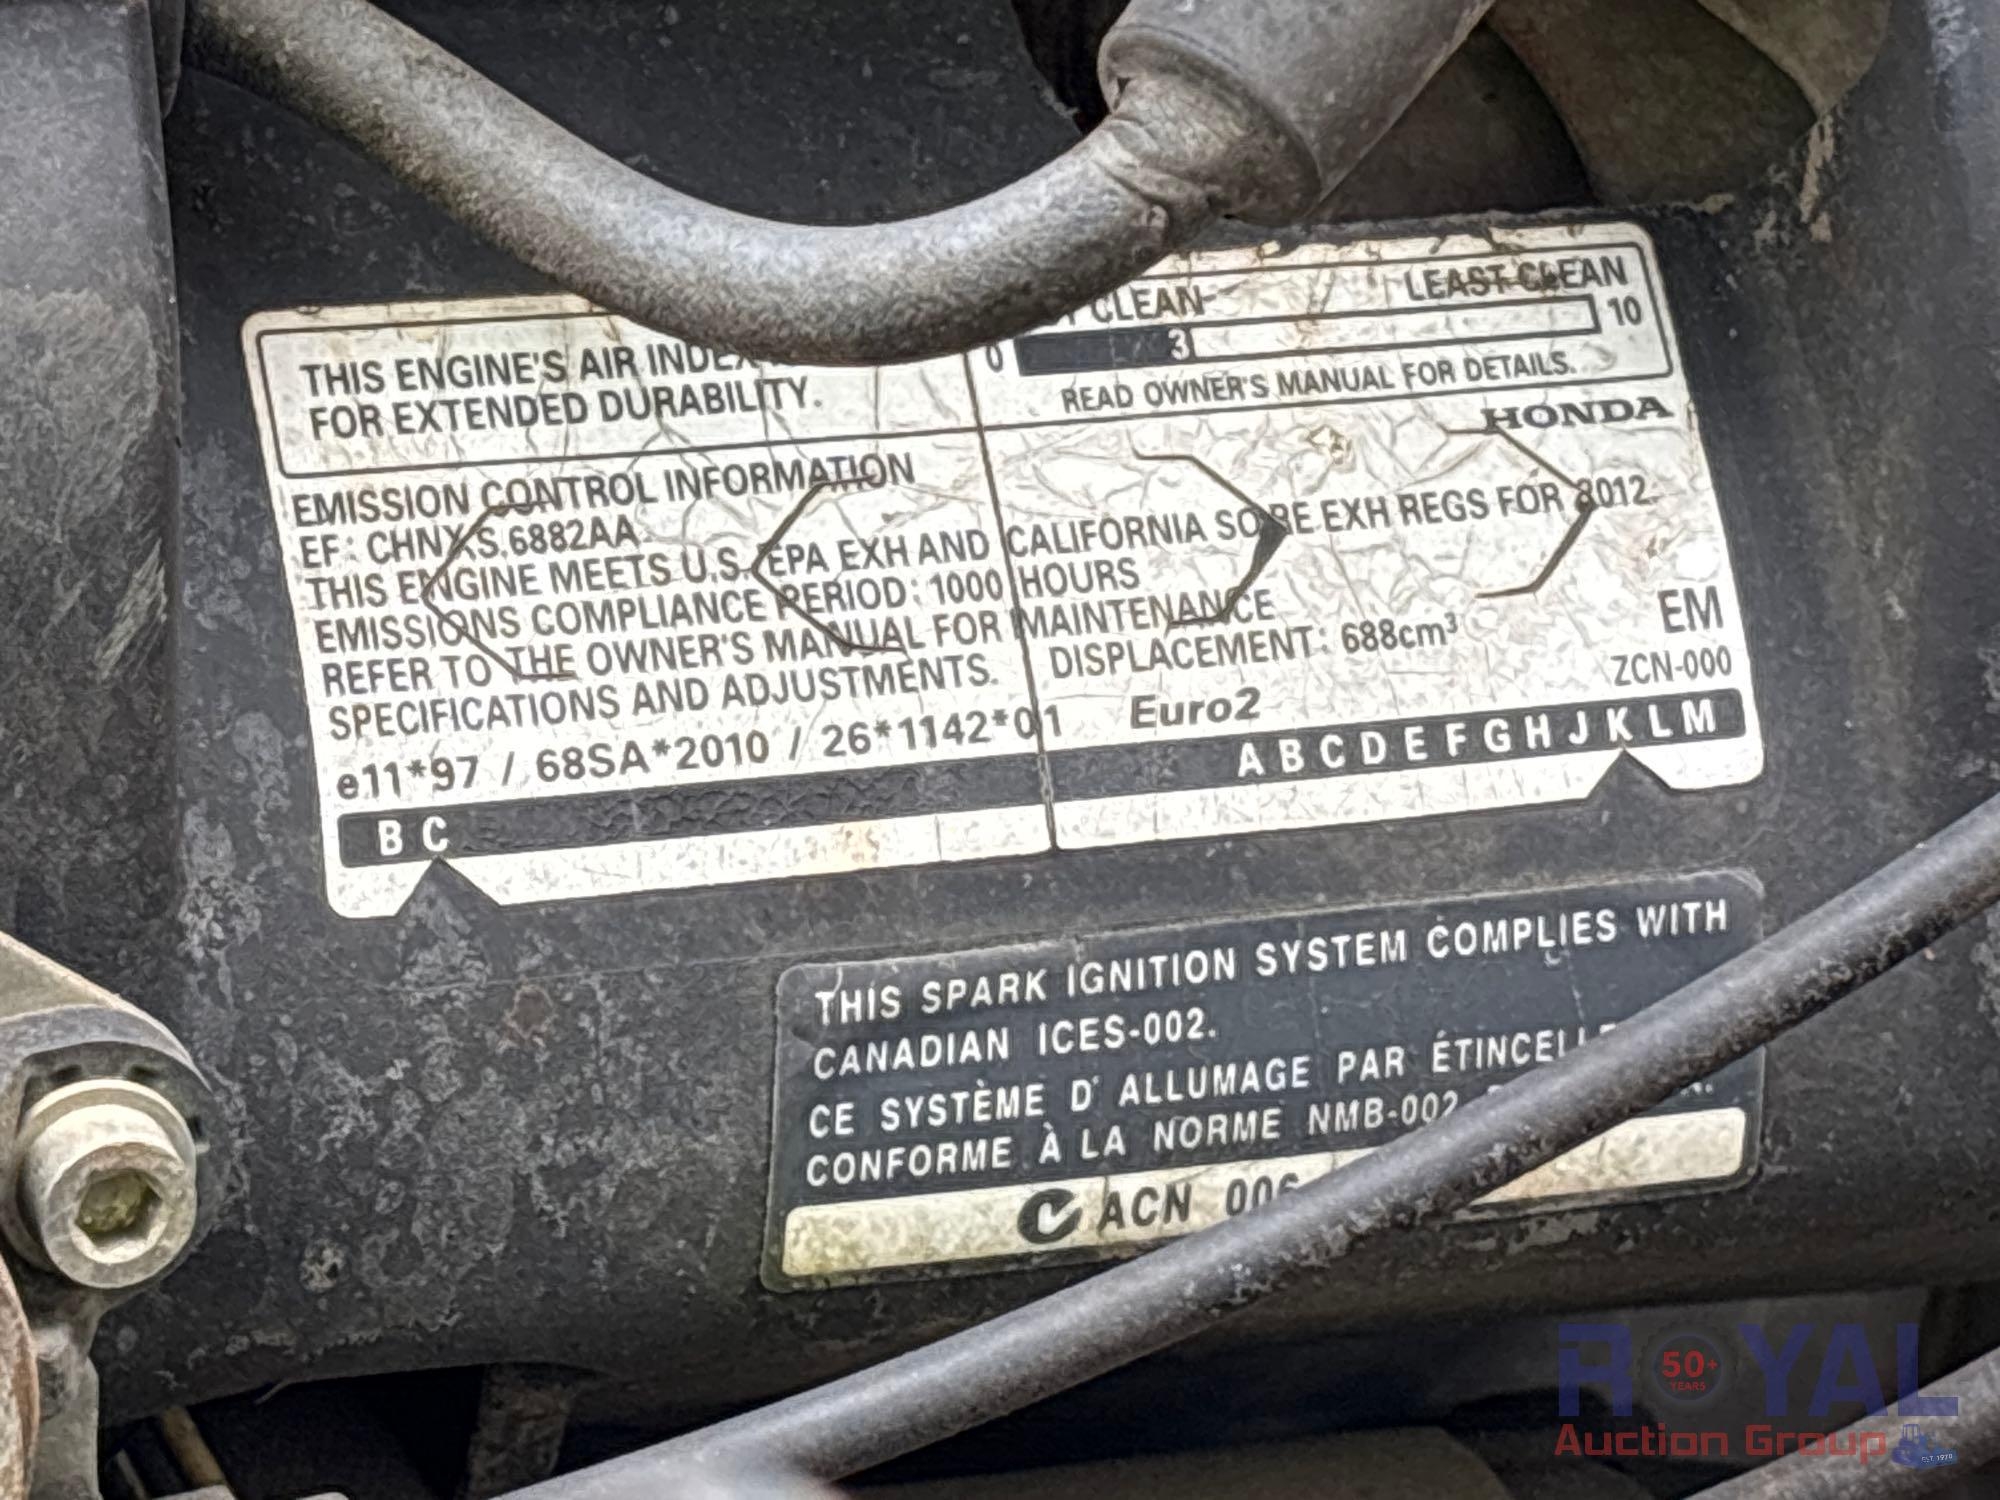 THIS ENGINE'S AIR INDEX
FOR EXTENDED DURABILITY.
CLEAN
LEAST CLEAN
0 3 10
READ OWNER'S MANUAL FOR DETAILS.
HONDA
EMISSION CONTROL INFORMATION
EF: CHNXS.6882AA
THIS ENGINE MEETS U.S. EPA EXH AND CALIFORNIA SORE EXH REGS FOR 2012.
EMISSIONS COMPLIANCE PERIOD: 1000 HOURS
REFER TO THE OWNER'S MANUAL FOR MAINTENANCE
SPECIFICATIONS AND ADJUSTMENTS. DISPLACEMENT: 688cm³
EM
e11*97 / 68SA*2010 / 26*1142*01 Euro2
ZCN-000
B C A B C D E F G H J K L M
THIS SPARK IGNITION SYSTEM COMPLIES WITH
CANADIAN ICES-002.
CE SYSTÈME D'ALLUMAGE PAR ÉTINCELLE
CONFORME À LA NORME NMB-002
ACN 006
ROYAL
50+
YEARS
Auction Group
EST. 1970